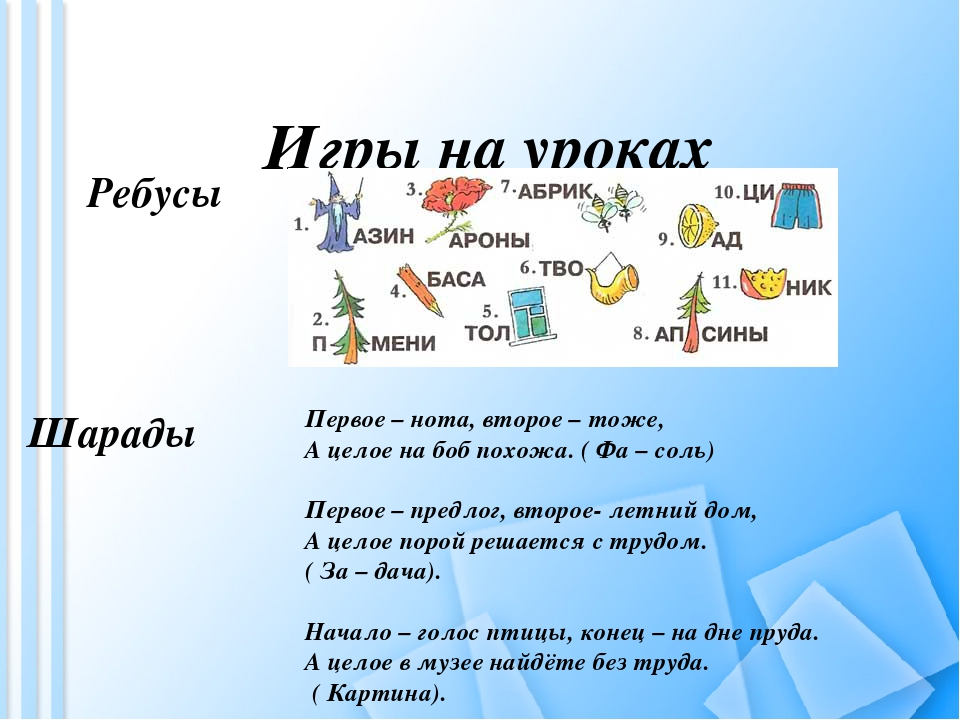 Игры на уроках
Ребусы
1. АЗИН
3. АРОНЫ
7. АБРИК
10. ЦИ
9. АД
2. П МЕНИ
4. БАСА
5. ТОЛ
6. ТВО
8. АП СИНЫ
11. НИК
Шарады
Первое – нота, второе – тоже,
А целое на боб похожа. ( Фа – соль)
Первое – предлог, второе- летний дом,
А целое порой решается с трудом.
( За – дача).
Начало – голос птицы, конец – на дне пруда.
А целое в музее найдёте без труда.
( Картина).